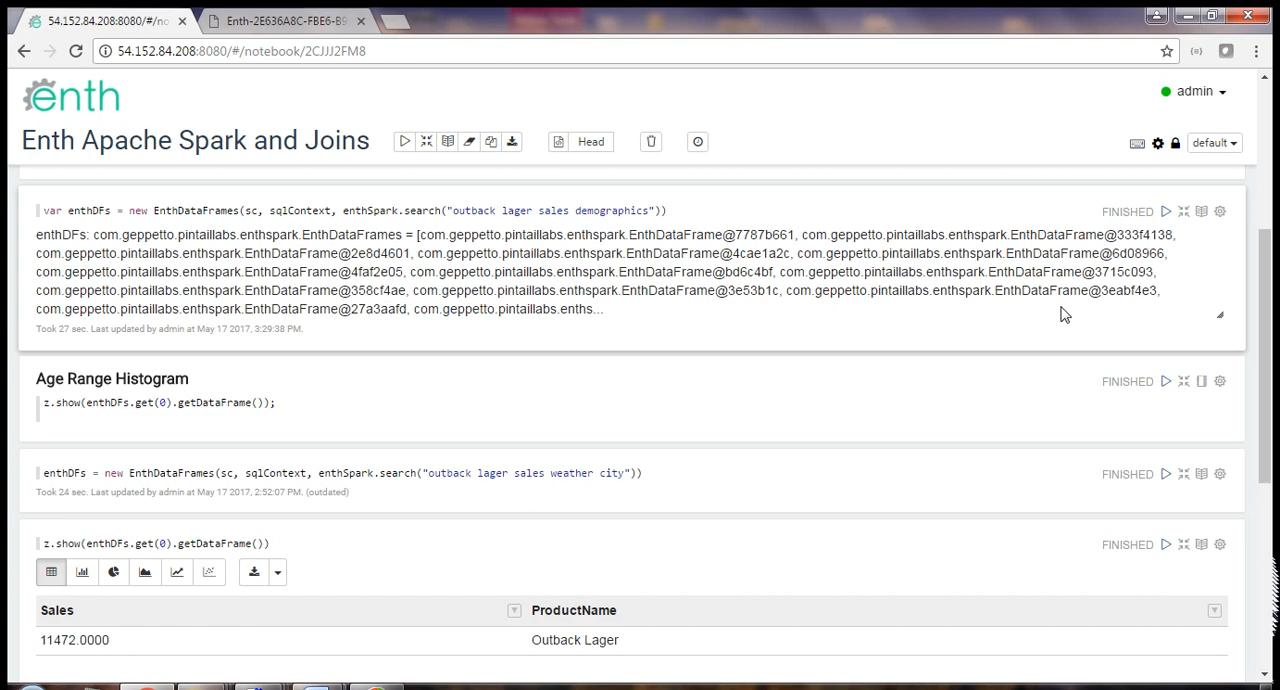 54.152.84.208:8080/#/no
Enth-2E636A8C-FBE6-B9
54.152.84.208:8080/#/notebook/2CJJJ2FM8
enth
admin
Enth Apache Spark and Joins
Head
default
var enthDFs = new EnthDataFrames(sc, sqlContext, enthSpark.search("outback lager sales demographics"))
FINISHED
enthDFs: com.geppetto.pintaillabs.enthspark.EnthDataFrames = [com.geppetto.pintaillabs.enthspark.EnthDataFrame@7787b661, com.geppetto.pintaillabs.enthspark.EnthDataFrame@333f4138,
com.geppetto.pintaillabs.enthspark.EnthDataFrame@2e8d4601, com.geppetto.pintaillabs.enthspark.EnthDataFrame@4cae1a2c, com.geppetto.pintaillabs.enthspark.EnthDataFrame@6d08966,
com.geppetto.pintaillabs.enthspark.EnthDataFrame@4faf2e05, com.geppetto.pintaillabs.enthspark.EnthDataFrame@bd6c4bf, com.geppetto.pintaillabs.enthspark.EnthDataFrame@3715c093,
com.geppetto.pintaillabs.enthspark.EnthDataFrame@358cf4ae, com.geppetto.pintaillabs.enthspark.EnthDataFrame@3e53b1c, com.geppetto.pintaillabs.enthspark.EnthDataFrame@3eabf4e3,
com.geppetto.pintaillabs.enthspark.EnthDataFrame@27a3aafd, com.geppetto.pintaillabs.enths...
Took 27 sec. Last updated by admin at May 17 2017, 3:29:38 PM.
Age Range Histogram
FINISHED
z.show(enthDFs.get(0).getDataFrame());
enthDFs = new EnthDataFrames(sc, sqlContext, enthSpark.search("outback lager sales weather city"))
FINISHED
Took 24 sec. Last updated by admin at May 17 2017, 2:52:07 PM. (outdated)
z.show(enthDFs.get(0).getDataFrame())
FINISHED
Sales
ProductName
11472.0000
Outback Lager